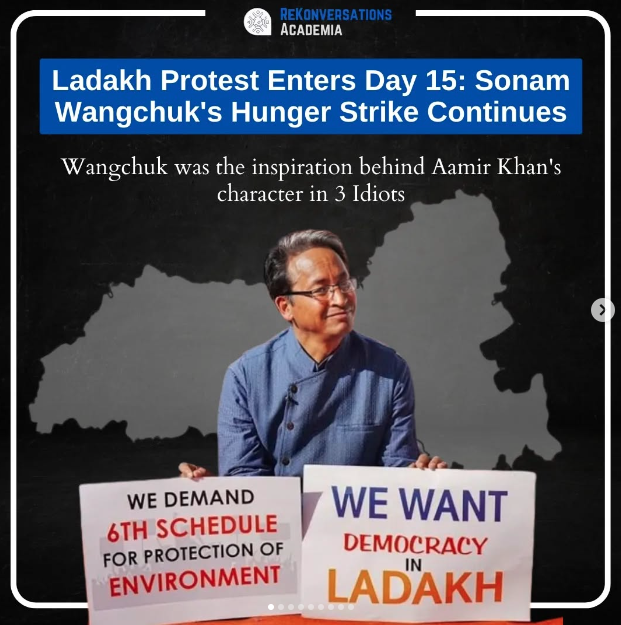 ReKonversations
Academia
Ladakh Protest Enters Day 15: Sonam
Wangchuk's Hunger Strike Continues
Wangchuk was the inspiration behind Aamir Khan's
character in 3 Idiots
WE DEMAND
6TH SCHEDULE
FOR PROTECTION OF
ENVIRONMENT
WE WANT
DEMOCRACY
IN
LADAKH